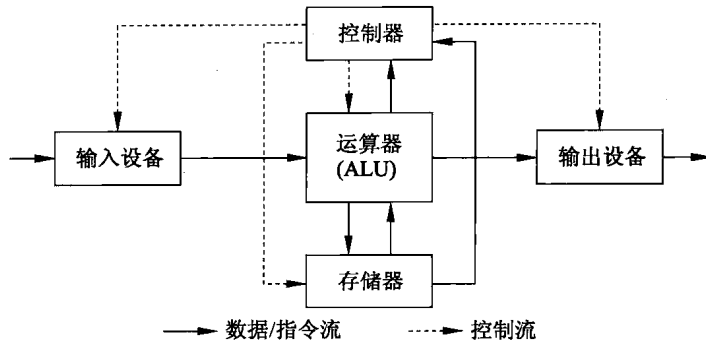 控制器
输入设备
运算器
(ALU)
输出设备
存储器
数据/指令流
控制流